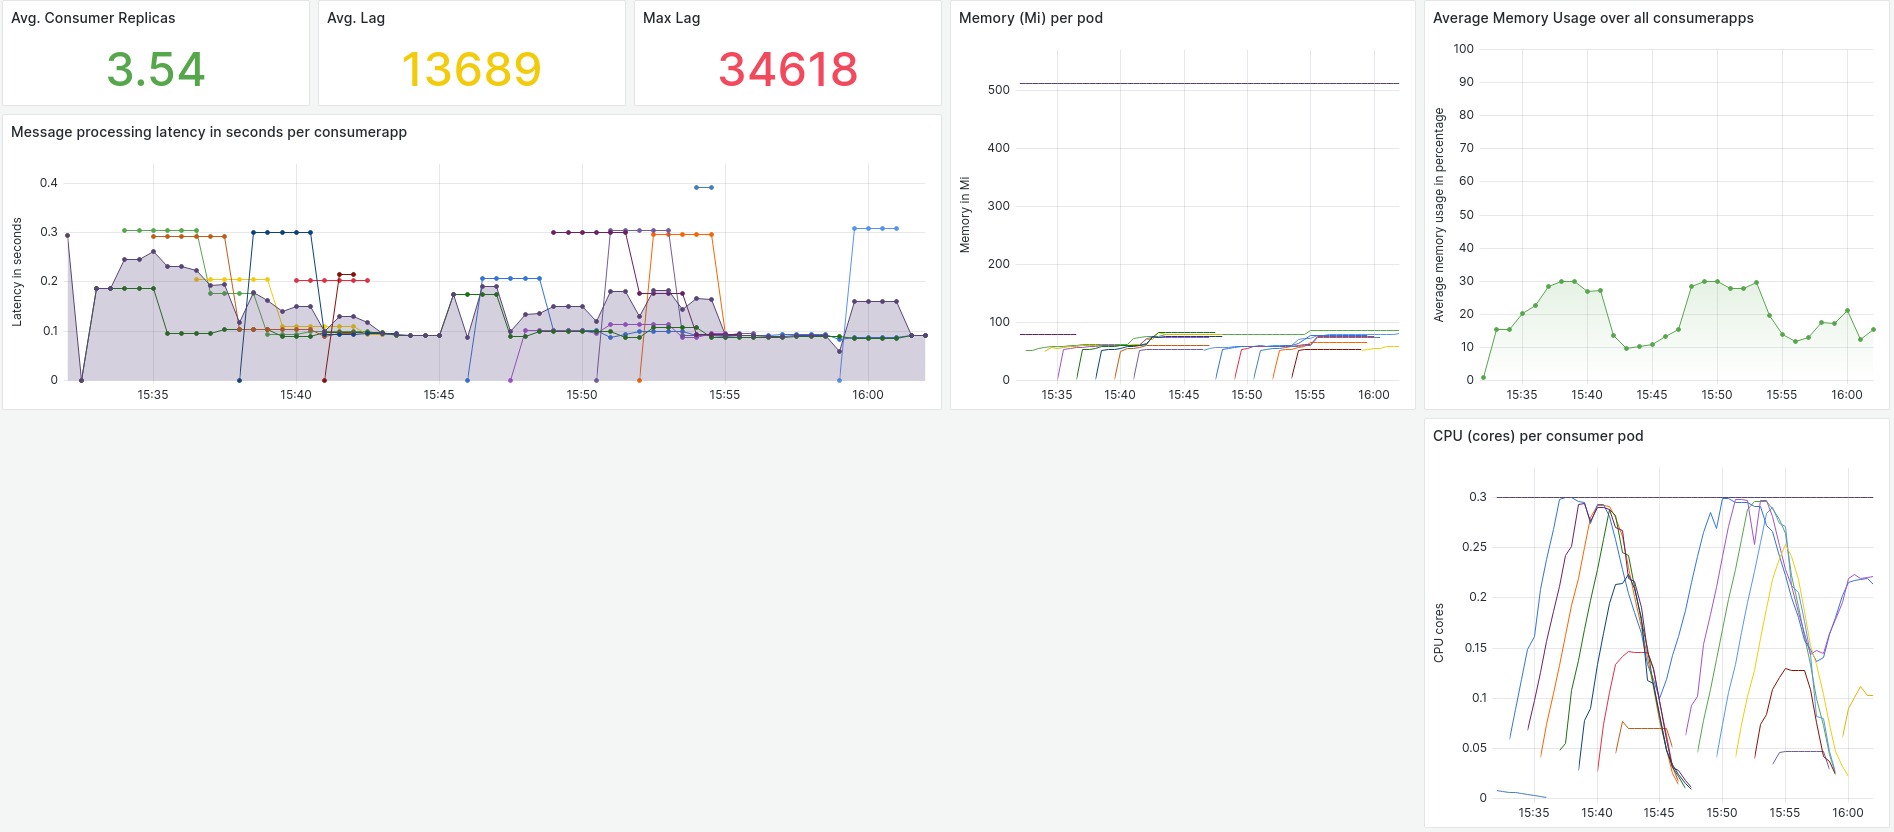 Avg. Consumer Replicas
3.54
Avg. Lag
13689
Max Lag
34618
Message processing latency in seconds per consumerapp
Latency in seconds
0.4
0.3
0.2
0.1
0
15:35 15:40 15:45 15:50 15:55 16:00
Memory (Mi) per pod
Memory in Mi
500
400
300
200
100
0
15:35 15:40 15:45 15:50 15:55 16:00
Average Memory Usage over all consumerapps
Average memory usage in percentage
100
90
80
70
60
50
40
30
20
10
0
15:35 15:40 15:45 15:50 15:55 16:00
CPU (cores) per consumer pod
CPU cores
0.3
0.25
0.2
0.15
0.1
0.05
0
15:35 15:40 15:45 15:50 15:55 16:00